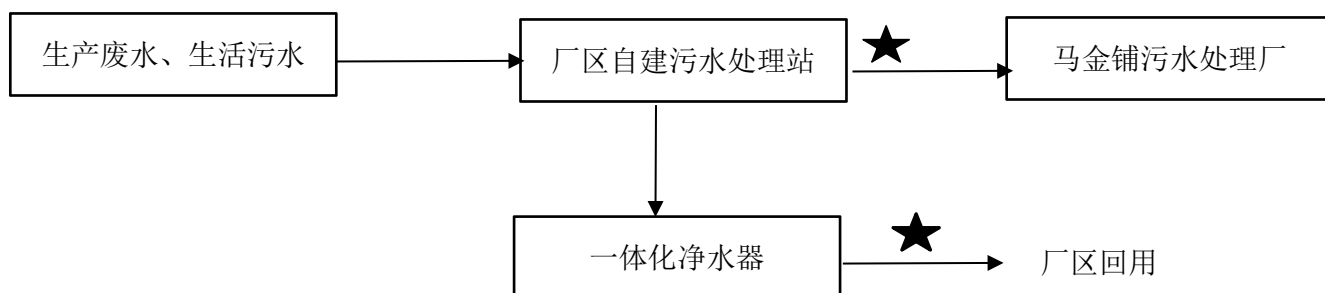 生产废水、生活污水
厂区自建污水处理站
马金铺污水处理厂
一体化净水器
厂区回用